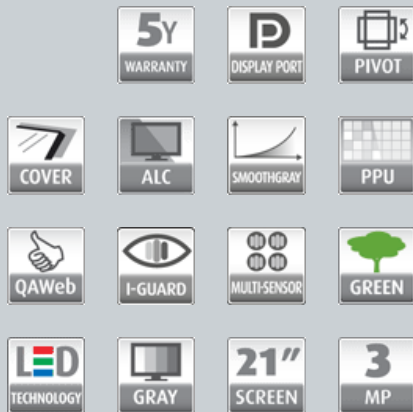 5Y
WARRANTY
DISPLAY PORT
PIVOT
COVER
ALC
SMOOTHGRAY
PPU
QAWeb
I-GUARD
MULTI-SENSOR
GREEN
LED
TECHNOLOGY
GRAY
21"
SCREEN
3
MP